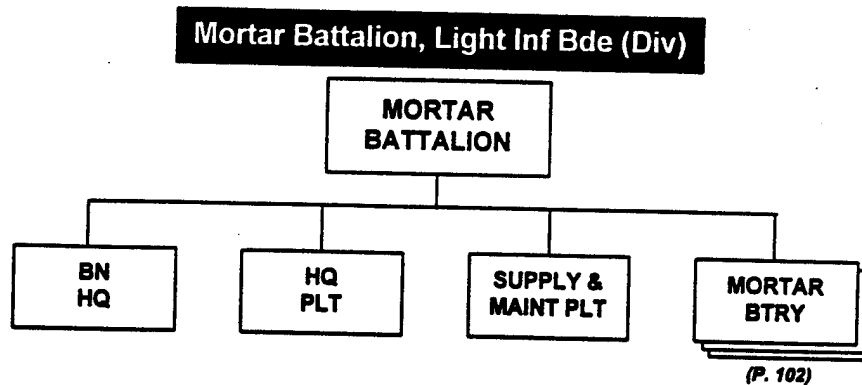 Mortar Battalion, Light Inf Bde (Div)
MORTAR
BATTALION
BN
HQ
HQ
PLT
SUPPLY &
MAINT PLT
MORTAR
BTRY
(P. 102)